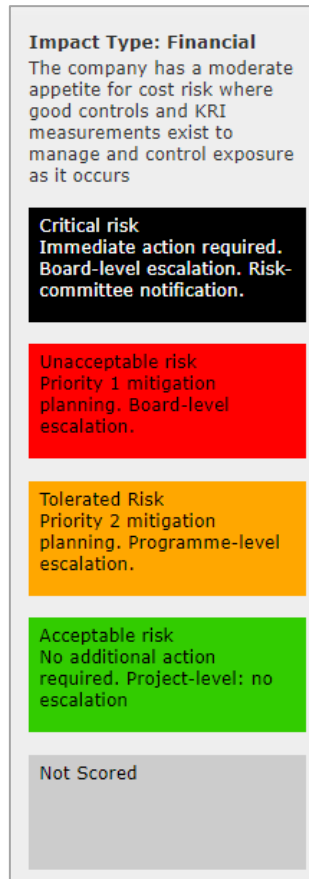 Impact Type: Financial
The company has a moderate
appetite for cost risk where
good controls and KRI
measurements exist to
manage and control exposure
as it occurs
Critical risk
Immediate action required.
Board-level escalation. Risk-
committee notification.
Unacceptable risk
Priority 1 mitigation
planning. Board-level
escalation.
Tolerated Risk
Priority 2 mitigation
planning. Programme-level
escalation.
Acceptable risk
No additional action
required. Project-level: no
escalation
Not Scored